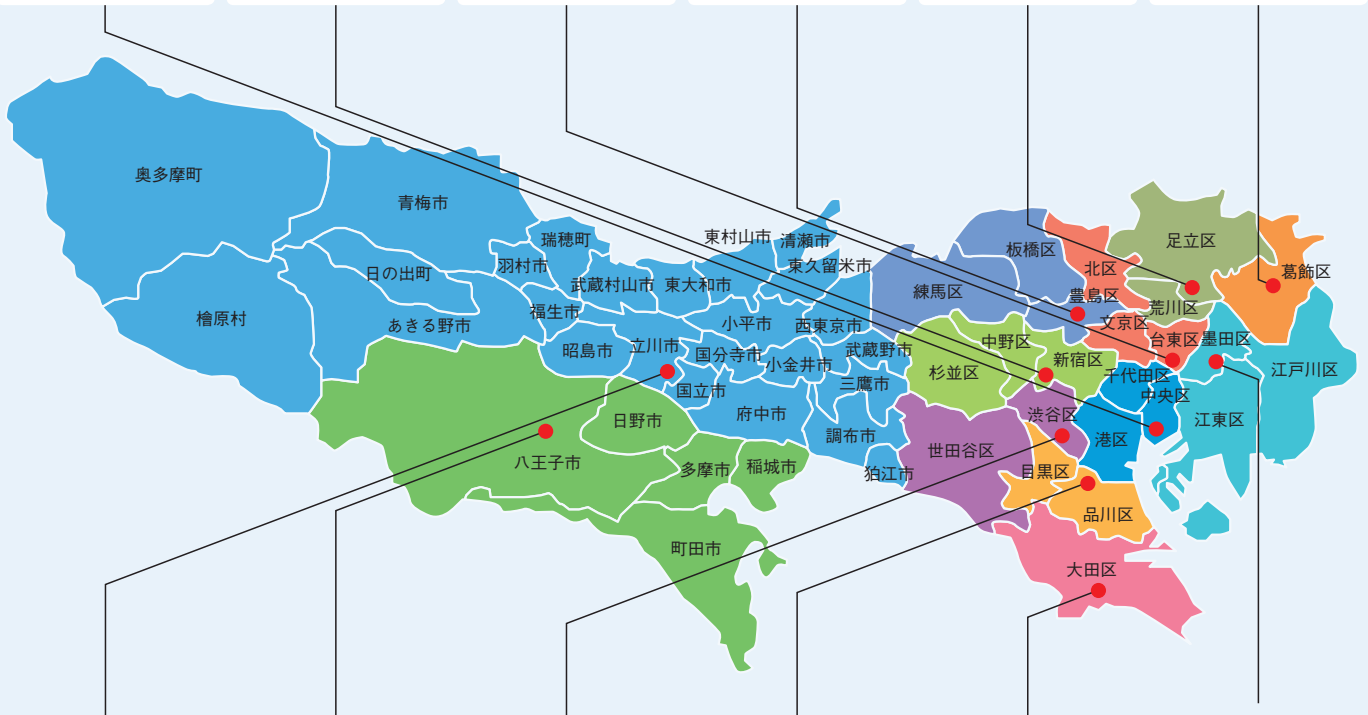 奥多摩町
青梅市
瑞穂町
羽村市
日の出町
檜原村
あきる野市
福生市
武蔵村山市
東大和市
東村山市
清瀬市
東久留米市
昭島市
立川市
小平市
西東京市
国分寺市
小金井市
武蔵野市
国立市
三鷹市
府中市
調布市
狛江市
日野市
八王子市
多摩市
稲城市
町田市
板橋区
練馬区
北区
足立区
葛飾区
豊島区
荒川区
文京区
台東区
墨田区
中野区
新宿区
杉並区
千代田区
中央区
江戸川区
渋谷区
港区
江東区
世田谷区
目黒区
品川区
大田区